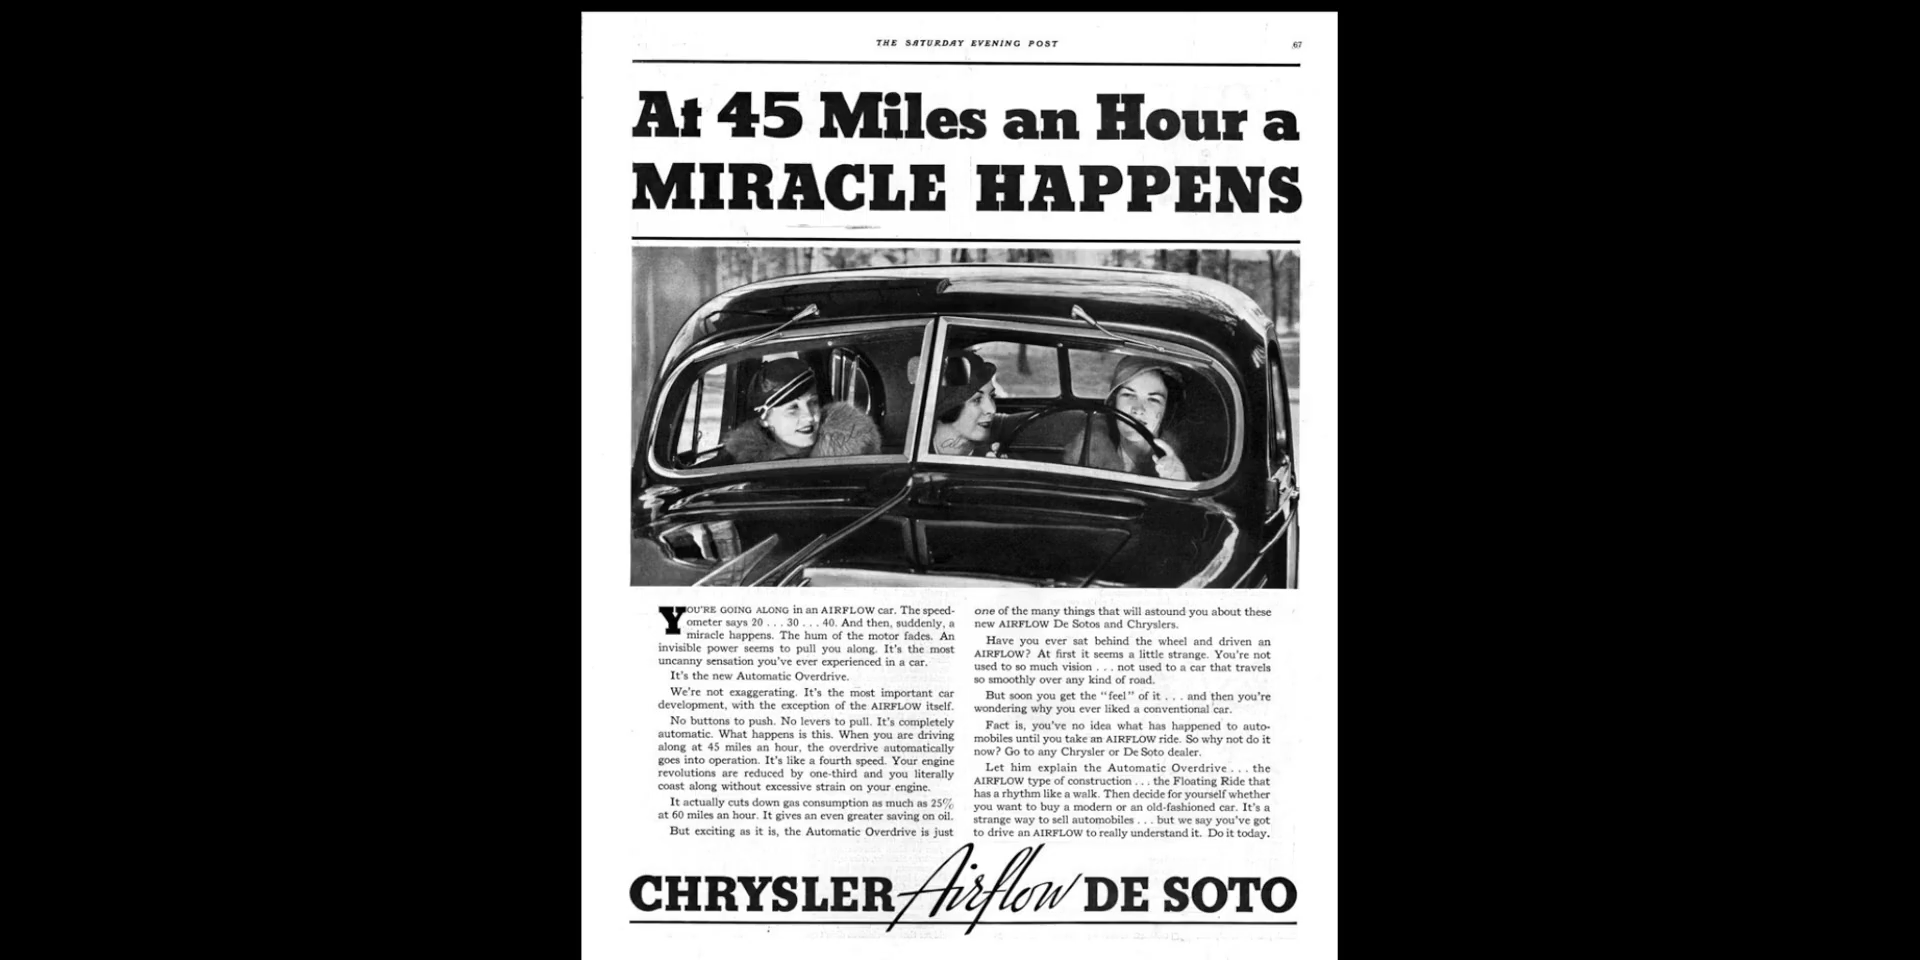 THE SATURDAY EVENING POST
67
At 45 Miles an Hour a
MIRACLE HAPPENS
YOU'RE GOING ALONG in an AIRFLOW car. The speed-
ometer says 20 . . . 30 . . . 40. And then, suddenly, a
miracle happens. The hum of the motor fades. An
invisible power seems to pull you along. It's the most
uncanny sensation you've ever experienced in a car.
It's the new Automatic Overdrive.
We're not exaggerating. It's the most important car
development, with the exception of the AIRFLOW itself.
No buttons to push. No levers to pull. It's completely
automatic. What happens is this. When you are driving
along at 45 miles an hour, the overdrive automatically
goes into operation. It's like a fourth speed. Your engine
revolutions are reduced by one-third and you literally
coast along without excessive strain on your engine.
It actually cuts down gas consumption as much as 25%
at 60 miles an hour. It gives an even greater saving on oil.
But exciting as it is, the Automatic Overdrive is just
one of the many things that will astound you about these
new AIRFLOW De Sotos and Chryslers.
Have you ever sat behind the wheel and driven an
AIRFLOW? At first it seems a little strange. You're not
used to so much vision . . . not used to a car that travels
so smoothly over any kind of road.
But soon you get the "feel" of it . . . and then you're
wondering why you ever liked a conventional car.
Fact is, you've no idea what has happened to auto-
mobiles until you take an AIRFLOW ride. So why not do it
now? Go to any Chrysler or De Soto dealer.
Let him explain the Automatic Overdrive . . . the
AIRFLOW type of construction . . . the Floating Ride that
has a rhythm like a walk. Then decide for yourself whether
you want to buy a modern or an old-fashioned car. It's a
strange way to sell automobiles . . . but we say you've got
to drive an AIRFLOW to really understand it. Do it today.
CHRYSLER Airflow DE SOTO